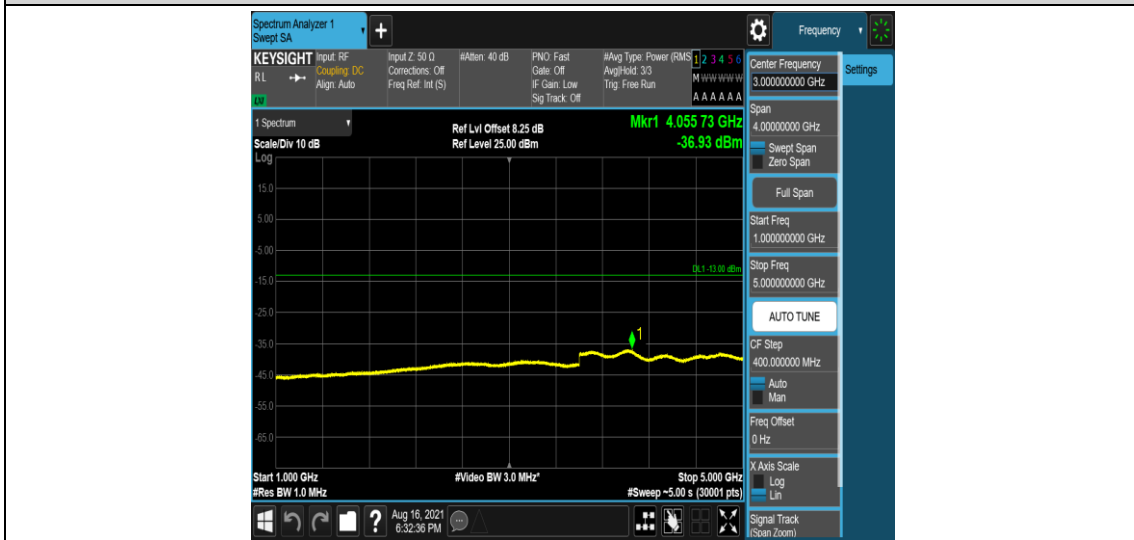 Spectrum Analyzer 1
Swept SA
+
Frequency
KEYSIGHT
RL
LXI
Input: RF
Coupling: DC
Align: Auto
Input Z: 50 Ω
Corrections: Off
Freq Ref: Int (S)
#Atten: 40 dB
PNO: Fast
Gate: Off
IF Gain: Low
Sig Track: Off
#Avg Type: Power (RMS
Avg|Hold: 3/3
Trig: Free Run
1 2 3 4 5 6
M W W W W W
A A A A A A
Center Frequency
3.000000000 GHz
Settings
1 Spectrum
Scale/Div 10 dB
Ref Lvl Offset 8.25 dB
Ref Level 25.00 dBm
Mkr1 4.055 73 GHz
-36.93 dBm
Log
15.0
5.00
-5.00
-15.0
-25.0
-35.0
-45.0
-55.0
-65.0
DL1 -13.00 dBm
1
Span
4.00000000 GHz
Swept Span
Zero Span
Full Span
Start Freq
1.000000000 GHz
Stop Freq
5.000000000 GHz
AUTO TUNE
CF Step
400.000000 MHz
Auto
Man
Freq Offset
0 Hz
X Axis Scale
Log
Lin
Signal Track
(Span Zoom)
Start 1.000 GHz
#Res BW 1.0 MHz
#Video BW 3.0 MHz*
Stop 5.000 GHz
#Sweep ~5.00 s (30001 pts)
?
Aug 16, 2021
6:32:36 PM